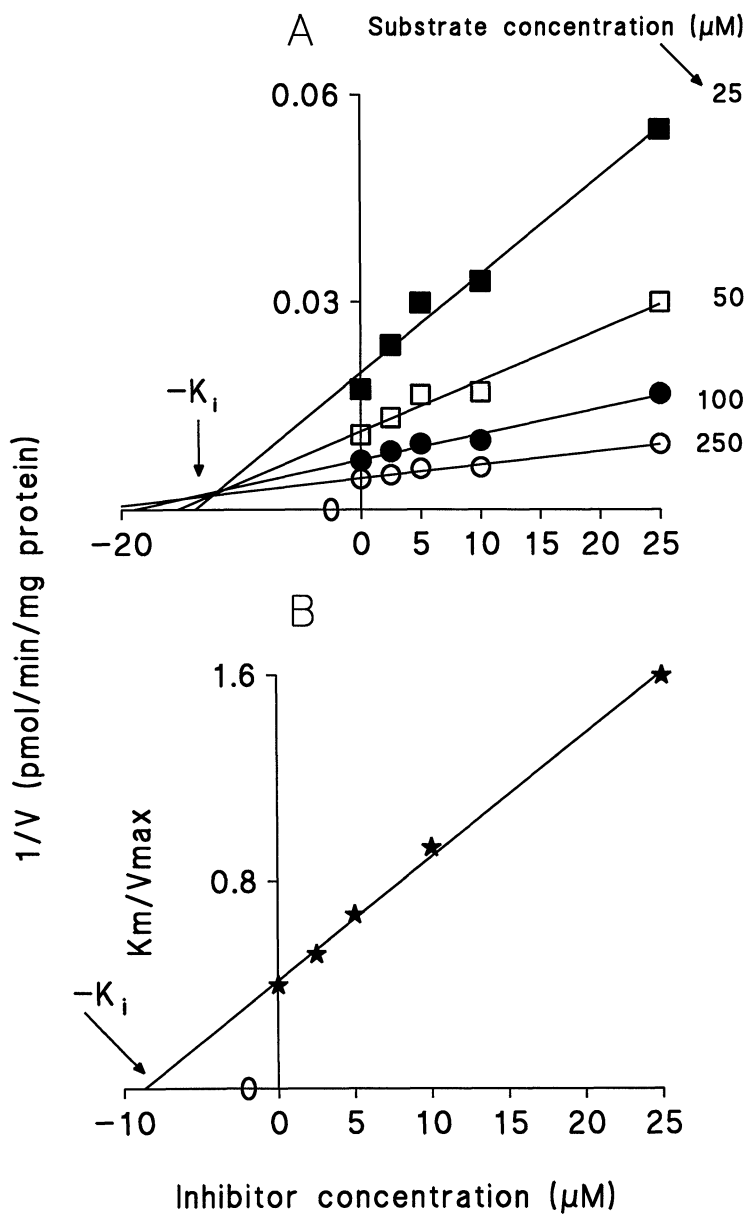 A
Substrate concentration (µM)
25
0.06
50
0.03
−Ki
100
250
0
−20 0 5 10 15 20 25
1/V (pmol/min/mg protein)
B
1.6
Km/Vmax
0.8
−Ki
0
−10 0 5 10 15 20 25
Inhibitor concentration (µM)